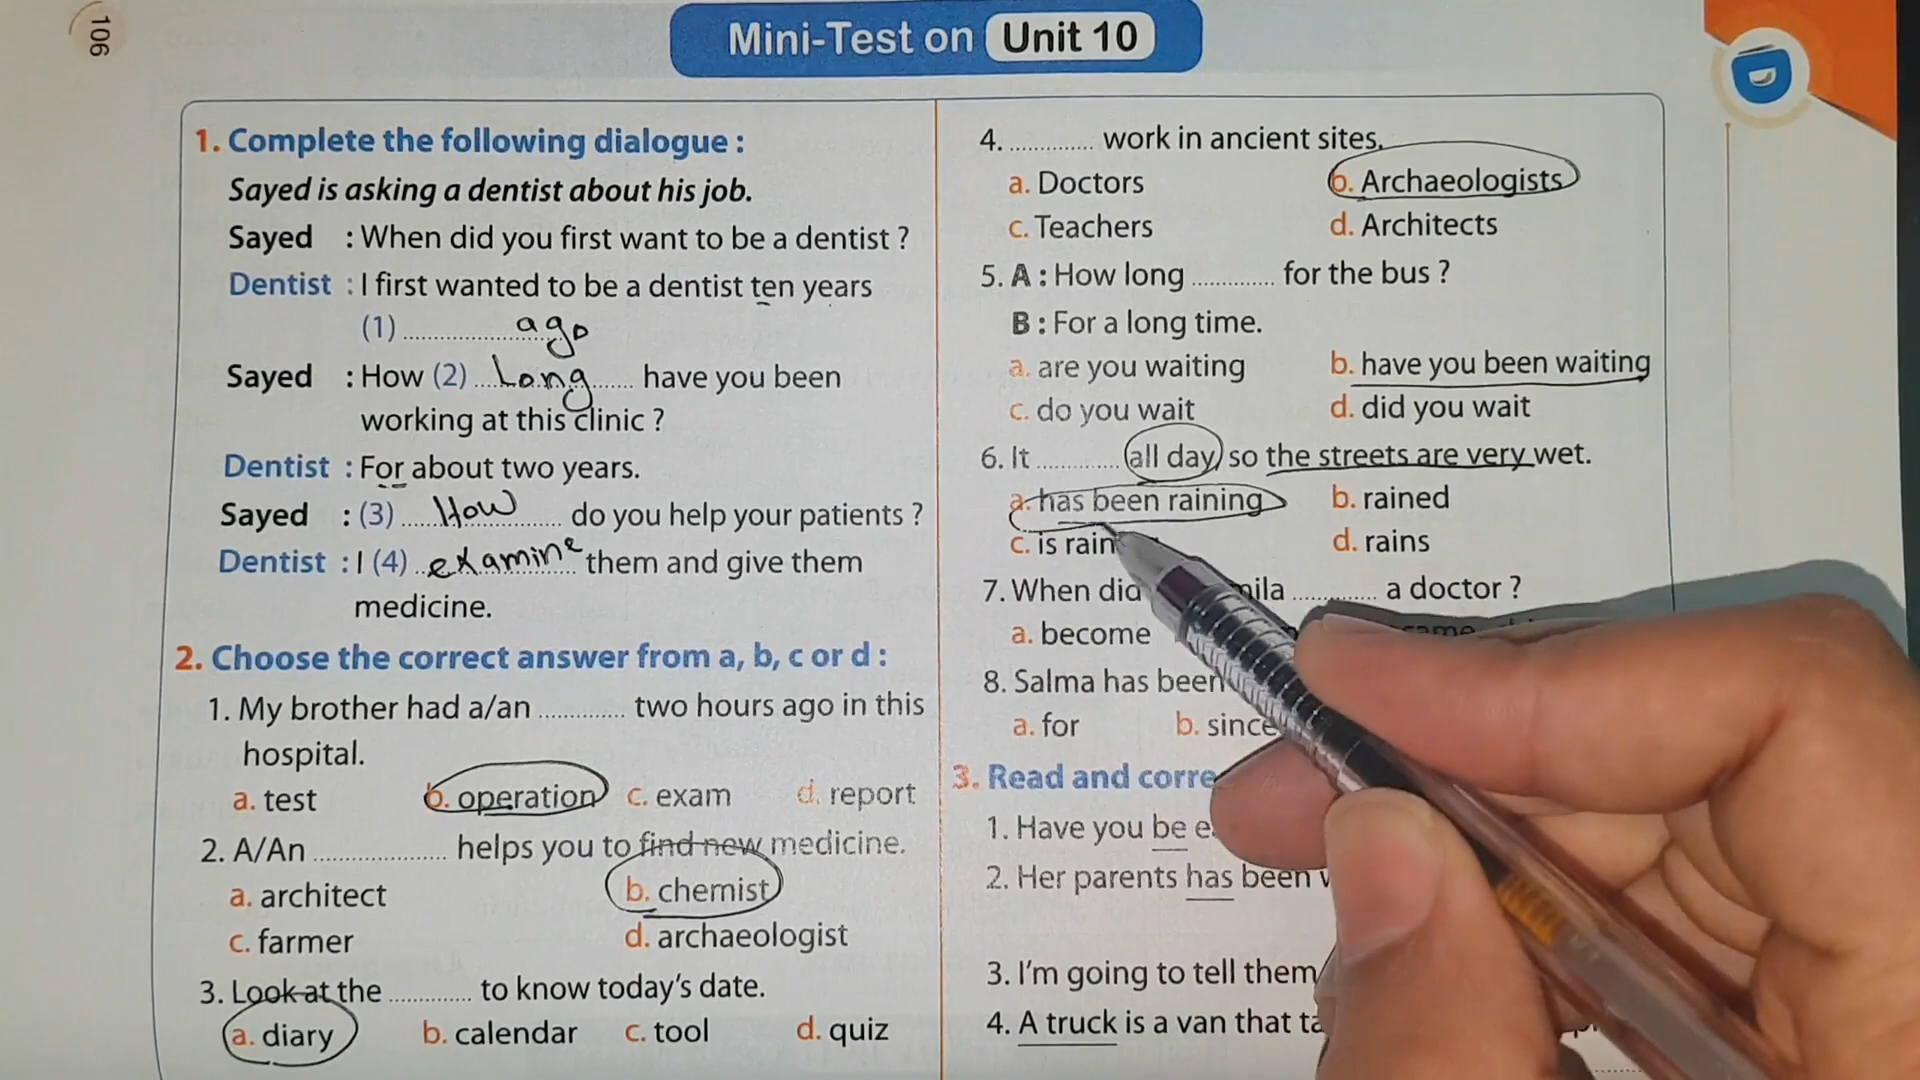 106
Mini-Test on Unit 10
1. Complete the following dialogue :
Sayed is asking a dentist about his job.
Sayed : When did you first want to be a dentist ?
Dentist : I first wanted to be a dentist ten years
(1) ago
Sayed : How (2) Long have you been
working at this clinic ?
Dentist : For about two years.
Sayed : (3) How do you help your patients ?
Dentist : I (4) examine them and give them
medicine.
2. Choose the correct answer from a, b, c or d :
1. My brother had a/an ............ two hours ago in this
hospital.
a. test b. operation c. exam d. report
2. A/An .................. helps you to find new medicine.
a. architect b. chemist
c. farmer d. archaeologist
3. Look at the ............ to know today's date.
a. diary b. calendar c. tool d. quiz
4. ............ work in ancient sites.
a. Doctors b. Archaeologists
c. Teachers d. Architects
5. A : How long ............ for the bus ?
B : For a long time.
a. are you waiting b. have you been waiting
c. do you wait d. did you wait
6. It ............ all day, so the streets are very wet.
a. has been raining b. rained
c. is rain d. rains
7. When did ............ a doctor ?
a. become
8. Salma has been
a. for b. since
3. Read and corre
1. Have you be
2. Her parents has been
3. I'm going to tell them
4. A truck is a van that